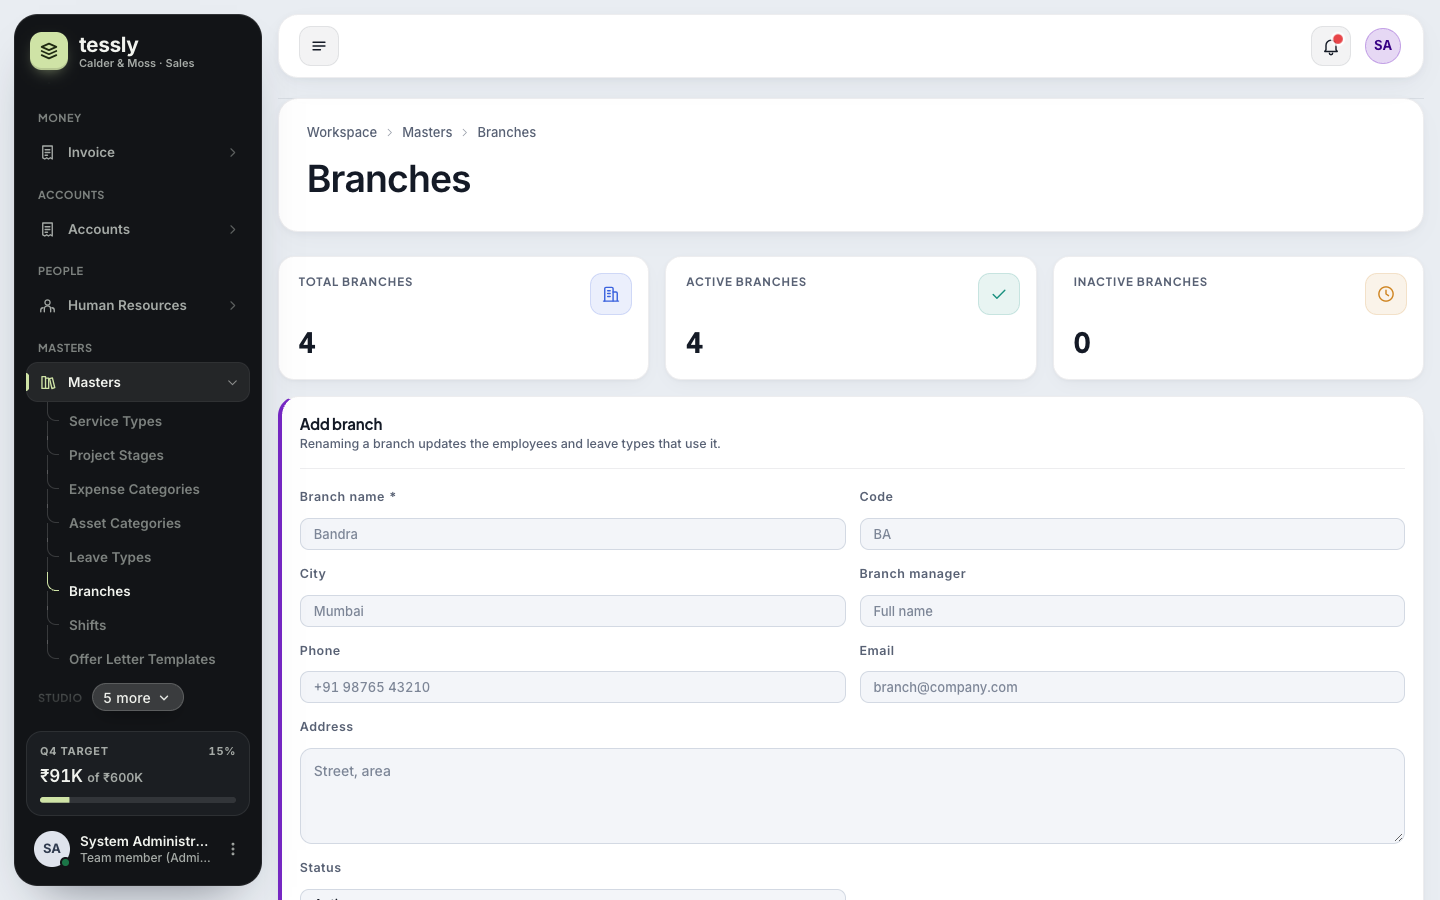 tessly
Calder & Moss · Sales
MONEY
Invoice
ACCOUNTS
Accounts
PEOPLE
Human Resources
MASTERS
Masters
Service Types
Project Stages
Expense Categories
Asset Categories
Leave Types
Branches
Shifts
Offer Letter Templates
STUDIO
5 more
Q4 TARGET 15%
₹91K of ₹600K
SA
System Administr...
Team member (Admi...
SA
Workspace > Masters > Branches
Branches
TOTAL BRANCHES
4
ACTIVE BRANCHES
4
INACTIVE BRANCHES
0
Add branch
Renaming a branch updates the employees and leave types that use it.
Branch name *
Bandra
Code
BA
City
Mumbai
Branch manager
Full name
Phone
+91 98765 43210
Email
branch@company.com
Address
Street, area
Status